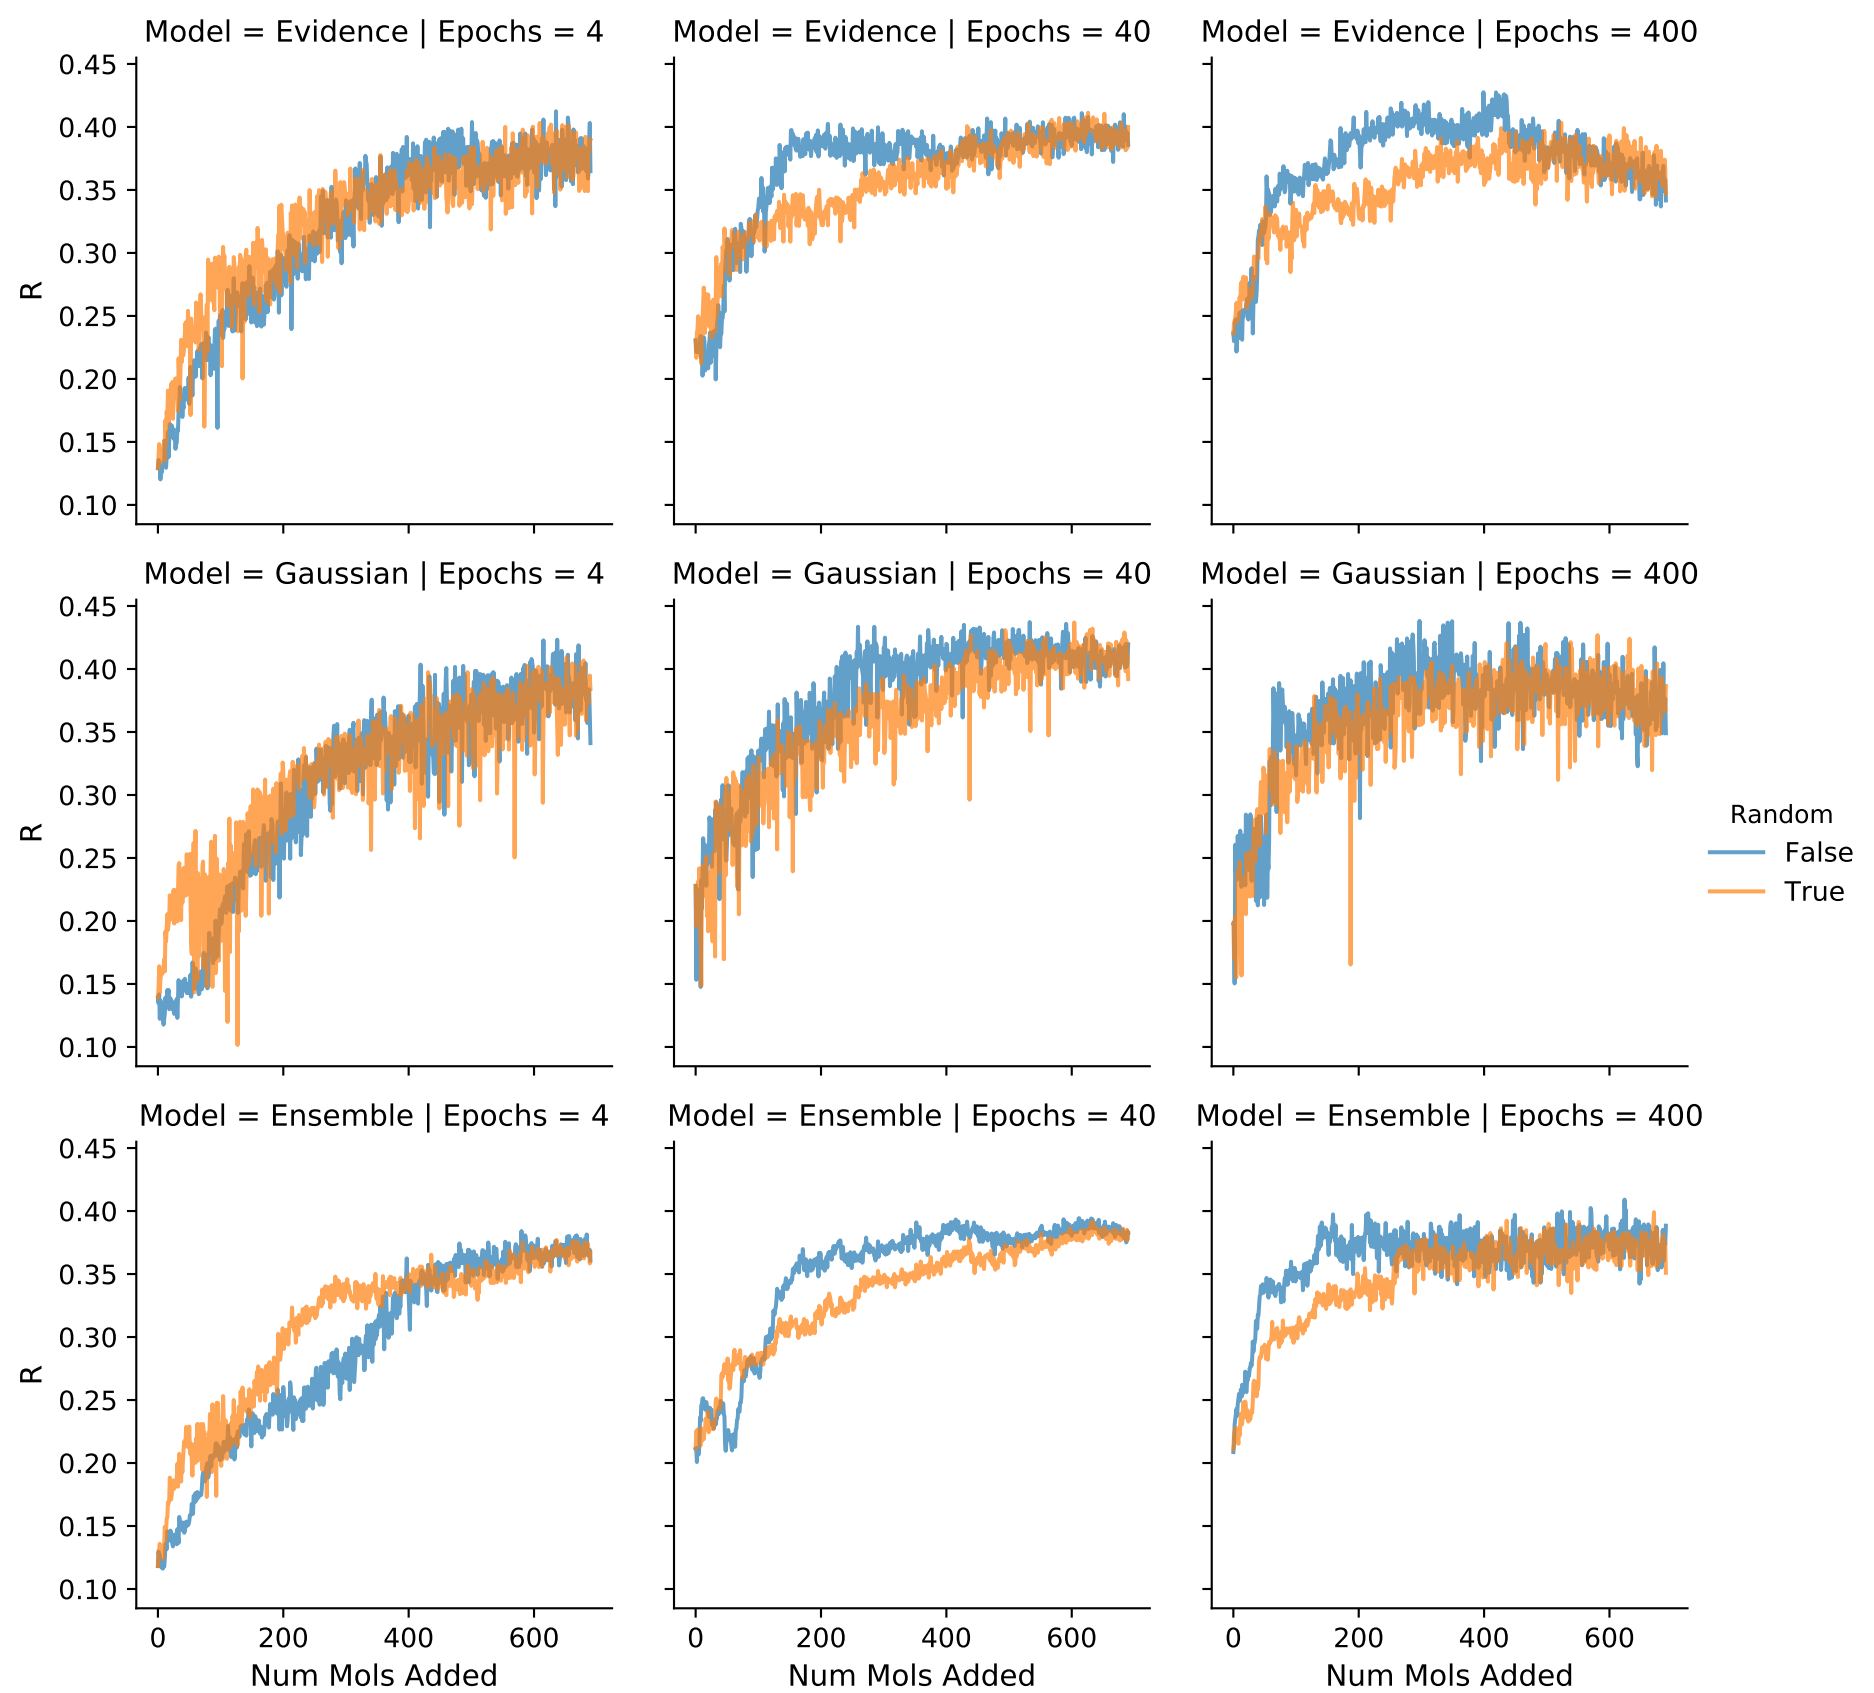 Model = Evidence | Epochs = 4
Model = Evidence | Epochs = 40
Model = Evidence | Epochs = 400
0.45
0.40
0.35
0.30
0.25
0.20
0.15
0.10
R
Model = Gaussian | Epochs = 4
Model = Gaussian | Epochs = 40
Model = Gaussian | Epochs = 400
0.45
0.40
0.35
0.30
0.25
0.20
0.15
0.10
R
Random
False
True
Model = Ensemble | Epochs = 4
Model = Ensemble | Epochs = 40
Model = Ensemble | Epochs = 400
0.45
0.40
0.35
0.30
0.25
0.20
0.15
0.10
R
0 200 400 600
0 200 400 600
0 200 400 600
Num Mols Added
Num Mols Added
Num Mols Added